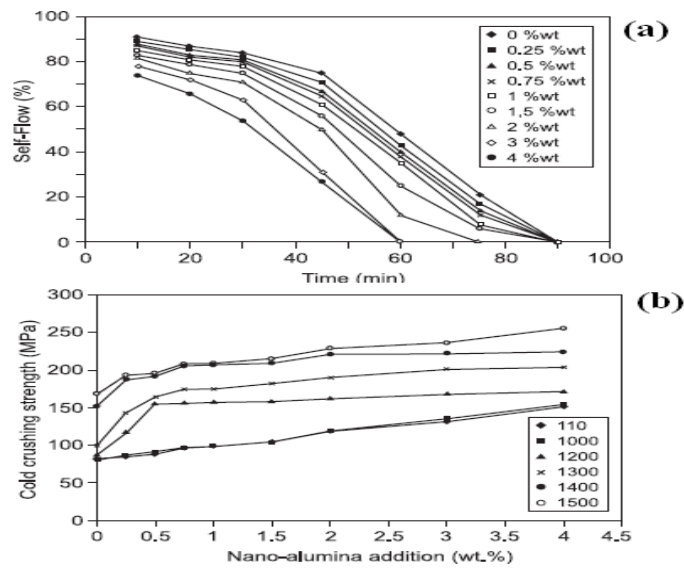 (a)
Self-Flow (%)
100
80
60
40
20
0
0 20 40 60 80 100
Time (min)
0 %wt
0.25 %wt
0.5 %wt
0.75 %wt
1 %wt
1,5 %wt
2 %wt
3 %wt
4 %wt
(b)
Cold crushing strength (MPa)
300
250
200
150
100
50
0
0 0.5 1 1.5 2 2.5 3 3.5 4 4.5
Nano-alumina addition (wt.%)
110
1000
1200
1300
1400
1500